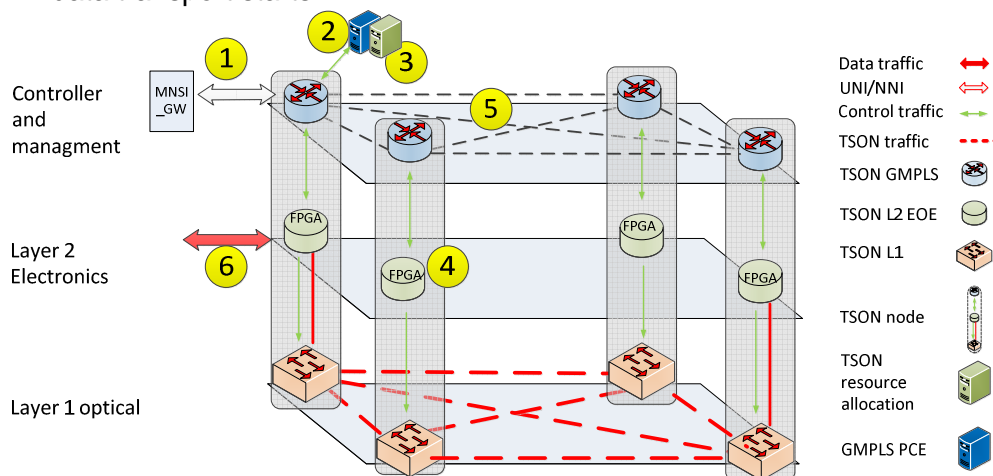 2
3
1
5
MNSI
_GW
Controller
and
managment
FPGA
FPGA
FPGA
FPGA
4
6
Layer 2
Electronics
Layer 1 optical
Data traffic
UNI/NNI
Control traffic
TSON traffic
TSON GMPLS
TSON L2 EOE
TSON L1
TSON node
TSON
resource
allocation
GMPLS PCE